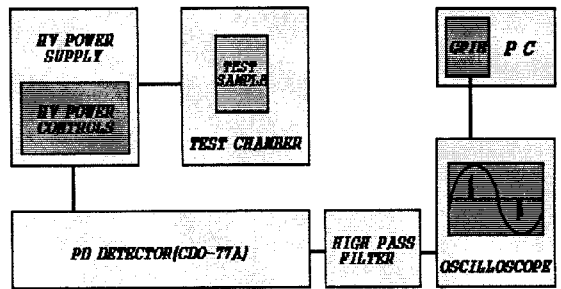 HV POWER
SUPPLY
HV POWER
CONTROLS
TEST
SAMPLE
TEST CHAMBER
GPIB
PC
PD DETECTOR(CDO-77A)
HIGH PASS
FILTER
OSCILLOSCOPE